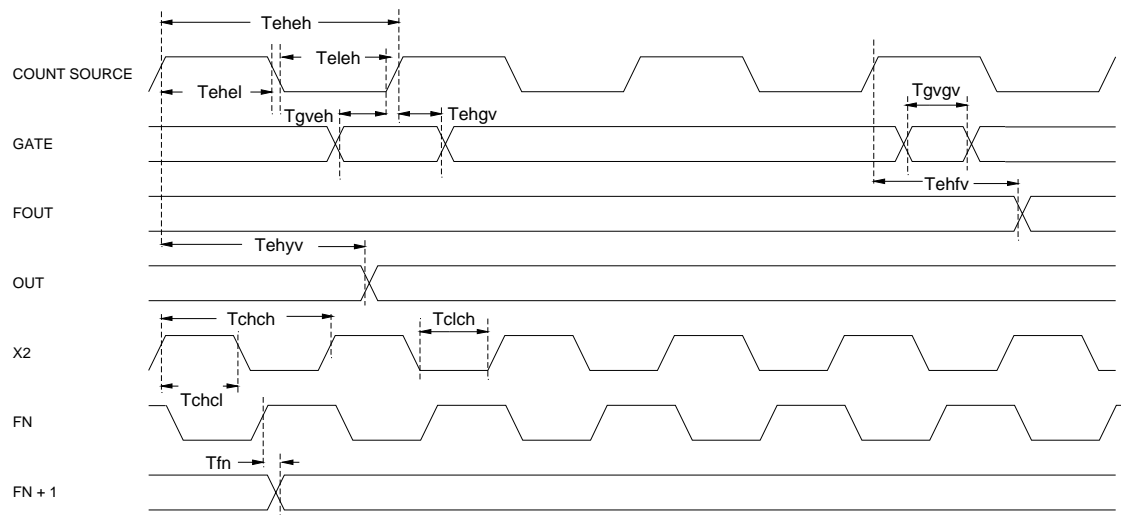 Teheh
COUNT SOURCE
Teleh
Tehel
Tgveh
Tehgv
Tgvgv
GATE
Tehfv
FOUT
Tehyv
OUT
Tchch
Tclch
X2
Tchcl
FN
Tfn
FN + 1